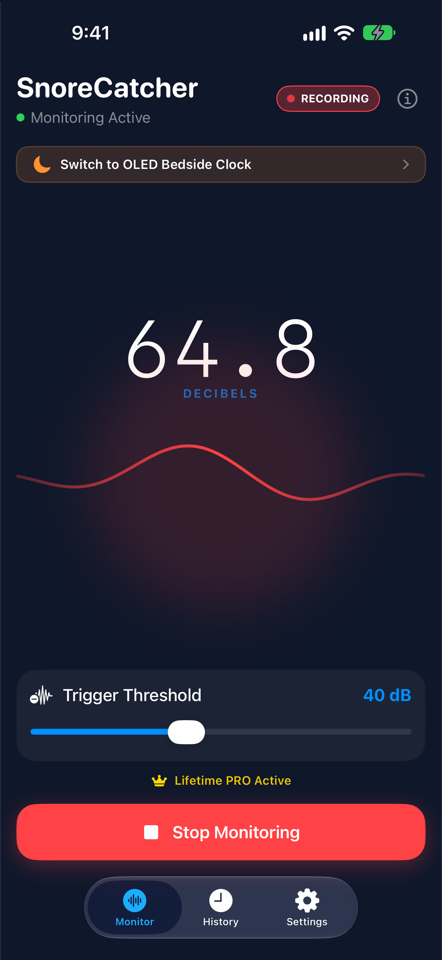 9:41
SnoreCatcher
RECORDING
Monitoring Active
Switch to OLED Bedside Clock
64.8
DECIBELS
Trigger Threshold
40 dB
Lifetime PRO Active
Stop Monitoring
Monitor
History
Settings